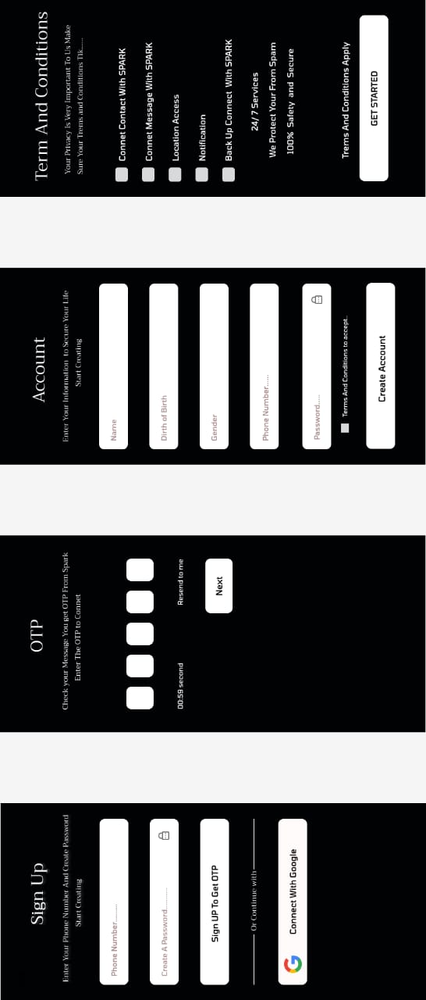 Sign Up
Enter Your Phone Number And Create Password
Start Creating
Phone Number.........
Create A Password...........
Sign UP To Get OTP
Or Continue with
Connect With Google
OTP
Check your Message You get OTP From Spark
Enter The OTP to Connet
00:59 second
Resend to me
Next
Account
Enter Your Information to Secure Your Life
Start Creating
Name
Dirth of Birth
Gender
Phone Number......
Password.....
Terms And Conditions to accept..
Create Account
Term And Conditions
Your Privacy Is Very Important To Us Make
Sure Your Trems and Conditions Tik......
Connet Contact With SPARK
Connet Message With SPARK
Location Access
Notification
Back Up Connect With SPARK
24/7 Services
We Protect Your From Spam
100% Safety and Secure
Trerms And Conditions Apply
GET STARTED